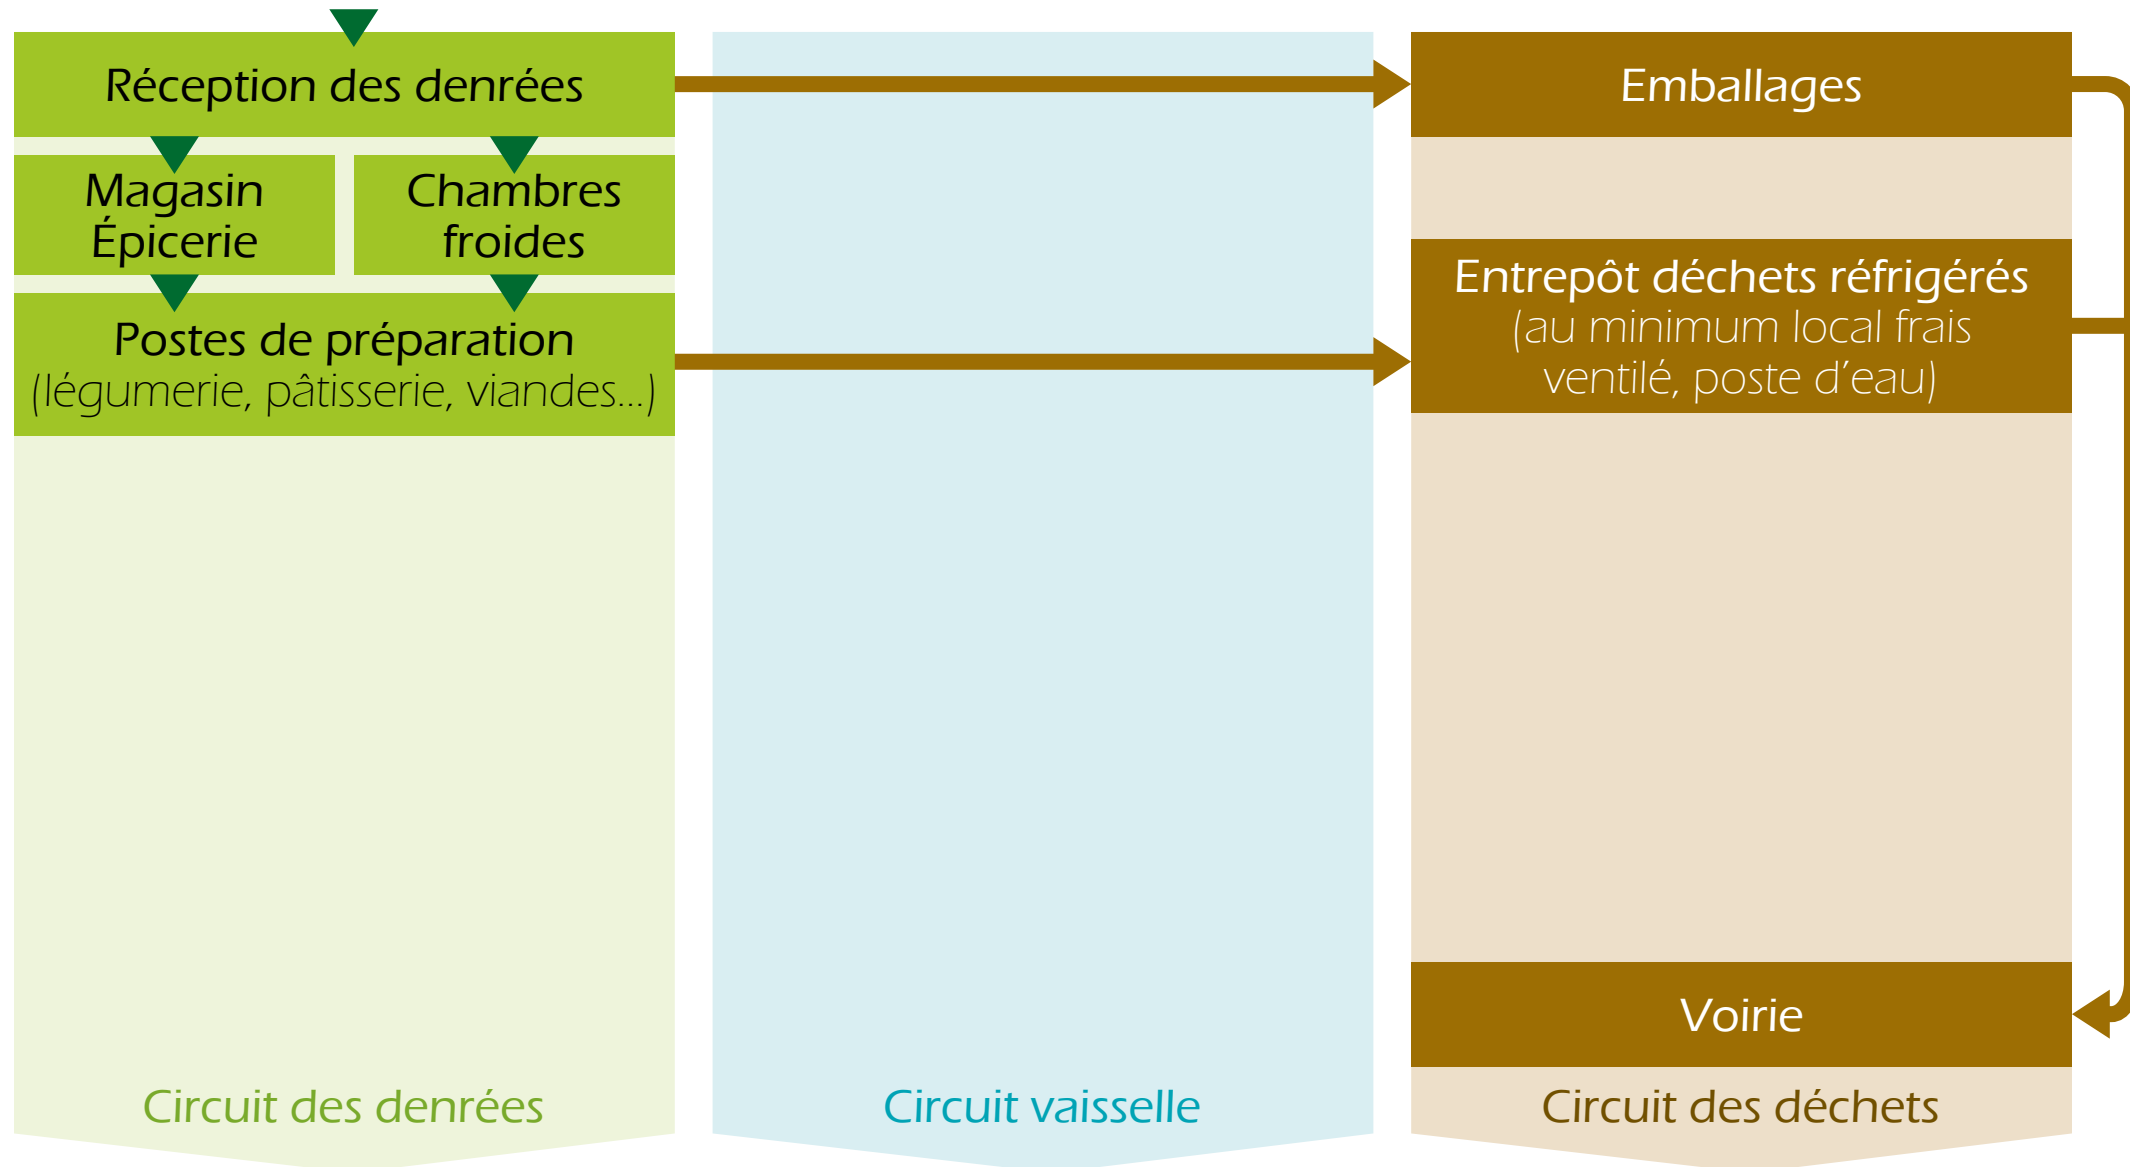 Réception des denrées
Emballages
Magasin
Épicerie
Chambres
froides
Entrepôt déchets réfrigérés
(au minimum local frais
ventilé, poste d’eau)
Postes de préparation
(légumerie, pâtisserie, viandes...)
Voirie
Circuit des denrées
Circuit vaisselle
Circuit des déchets